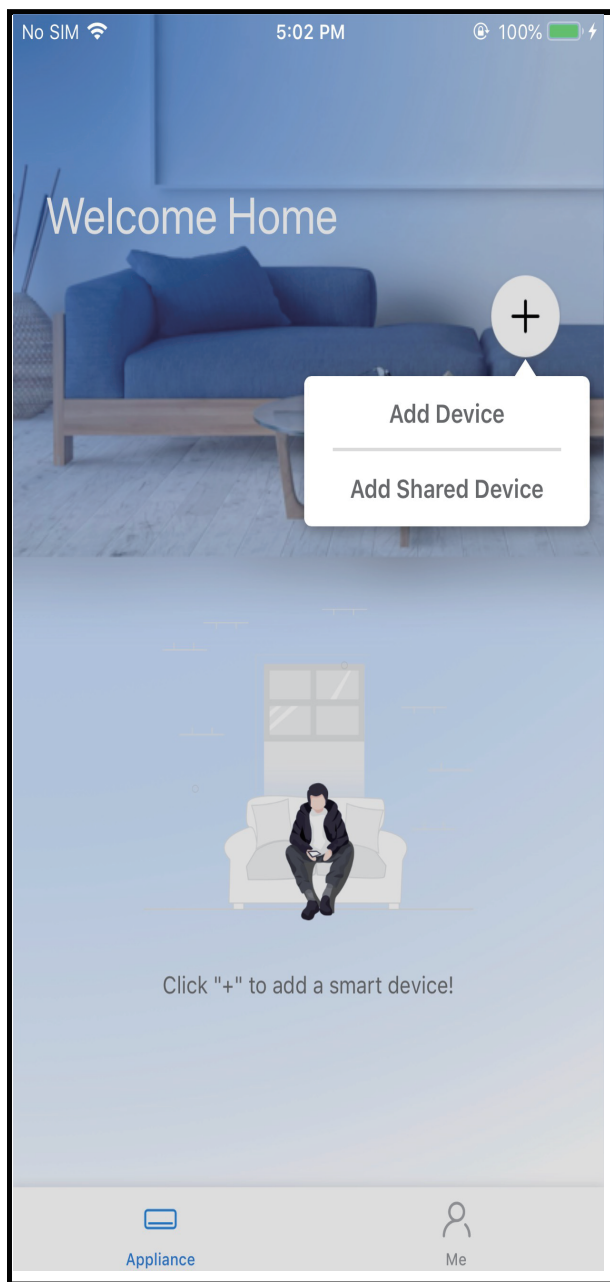 No SIM 5:02 PM 100%
Welcome Home
+
Add Device
Add Shared Device
Click "+" to add a smart device!
Appliance Me